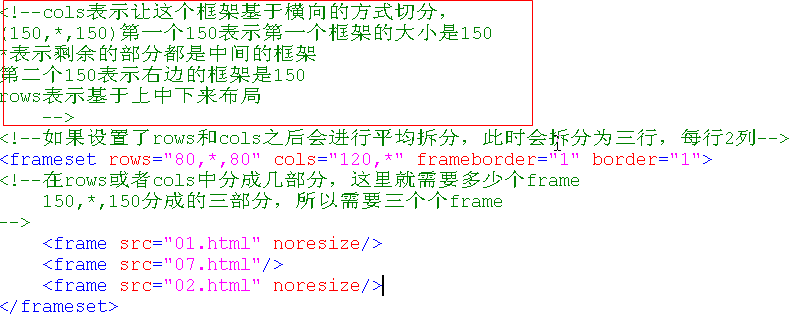 <!--cols表示让这个框架基于横向的方式切分，
(150,*,150)第一个150表示第一个框架的大小是150
*表示剩余的部分都是中间的框架
第二个150表示右边的框架是150
rows表示基于上中下来布局
-->
<!--如果设置了rows和cols之后会进行平均拆分，此时会拆分为三行，每行2列-->
<frameset rows="80,*,80" cols="120,*" frameborder="1" border="1">
<!--在rows或者cols中分成几部分，这里就需要多少个frame
150,*,150分成的三部分，所以需要三个个frame
-->
<frame src="01.html" noresize/>
<frame src="07.html"/>
<frame src="02.html" noresize/>
</frameset>